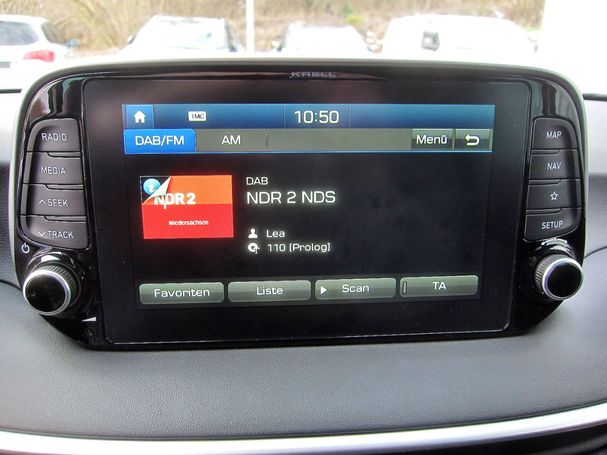 KRELL
TMC 10:50
DAB/FM AM Menü
DAB
NDR 2 NDS
NDR 2
Niedersachsen
Lea
110 (Prolog)
Favoriten Liste Scan TA
RADIO
MEDIA
SEEK
TRACK
MAP
NAV
SETUP